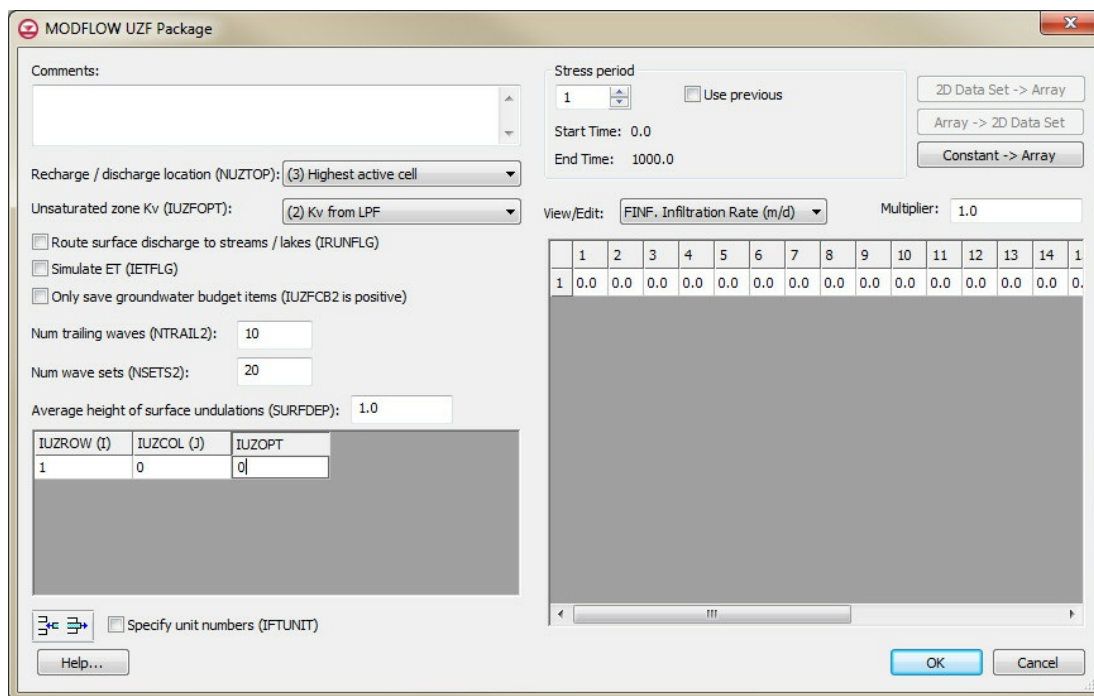 MODFLOW UZF Package
Comments:
Recharge / discharge location (NUZTOP): (3) Highest active cell
Unsaturated zone Kv (IUZFOPT): (2) Kv from LPF
Route surface discharge to streams / lakes (IRUNFLG)
Simulate ET (IETFLG)
Only save groundwater budget items (IUZFCB2 is positive)
Num trailing waves (NTRAIL2): 10
Num wave sets (NSETS2): 20
Average height of surface undulations (SURFDEP): 1.0
IUZROW (I) IUZCOL (J) IUZOPT
1 0 0
Specify unit numbers (IFTUNIT)
Help...
Stress period
1 Use previous
Start Time: 0.0
End Time: 1000.0
2D Data Set -> Array
Array -> 2D Data Set
Constant -> Array
View/Edit: FINF. Infiltration Rate (m/d) Multiplier: 1.0
1 2 3 4 5 6 7 8 9 10 11 12 13 14
1 0.0 0.0 0.0 0.0 0.0 0.0 0.0 0.0 0.0 0.0 0.0 0.0 0.0 0.0
OK Cancel